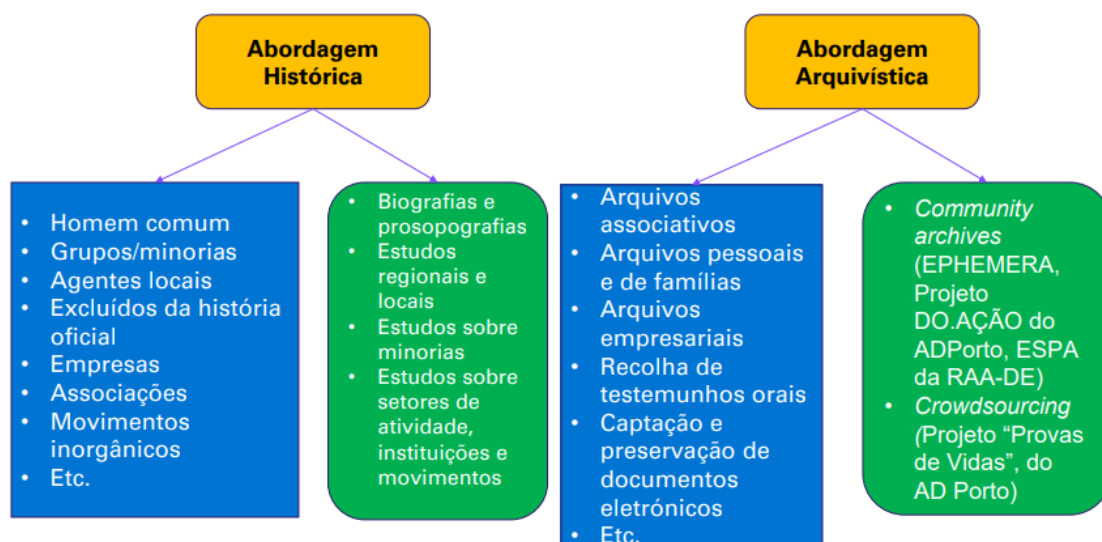 Abordagem
Histórica
Abordagem
Arquivística
• Homem comum
• Grupos/minorias
• Agentes locais
• Excluídos da história
oficial
• Empresas
• Associações
• Movimentos
inorgânicos
• Etc.
• Biografias e
prosopografias
• Estudos
regionais e
locais
• Estudos sobre
minorias
• Estudos sobre
setores de
atividade,
instituições e
movimentos
• Arquivos
associativos
• Arquivos pessoais
e de famílias
• Arquivos
empresariais
• Recolha de
testemunhos orais
• Captação e
preservação de
documentos
eletrónicos
• Etc.
• Community
archives
(EPHEMERA,
Projeto
DO.AÇÃO do
ADPorto, ESPA
da RAA-DE)
• Crowdsourcing
(Projeto “Provas
de Vidas”, do
AD Porto)